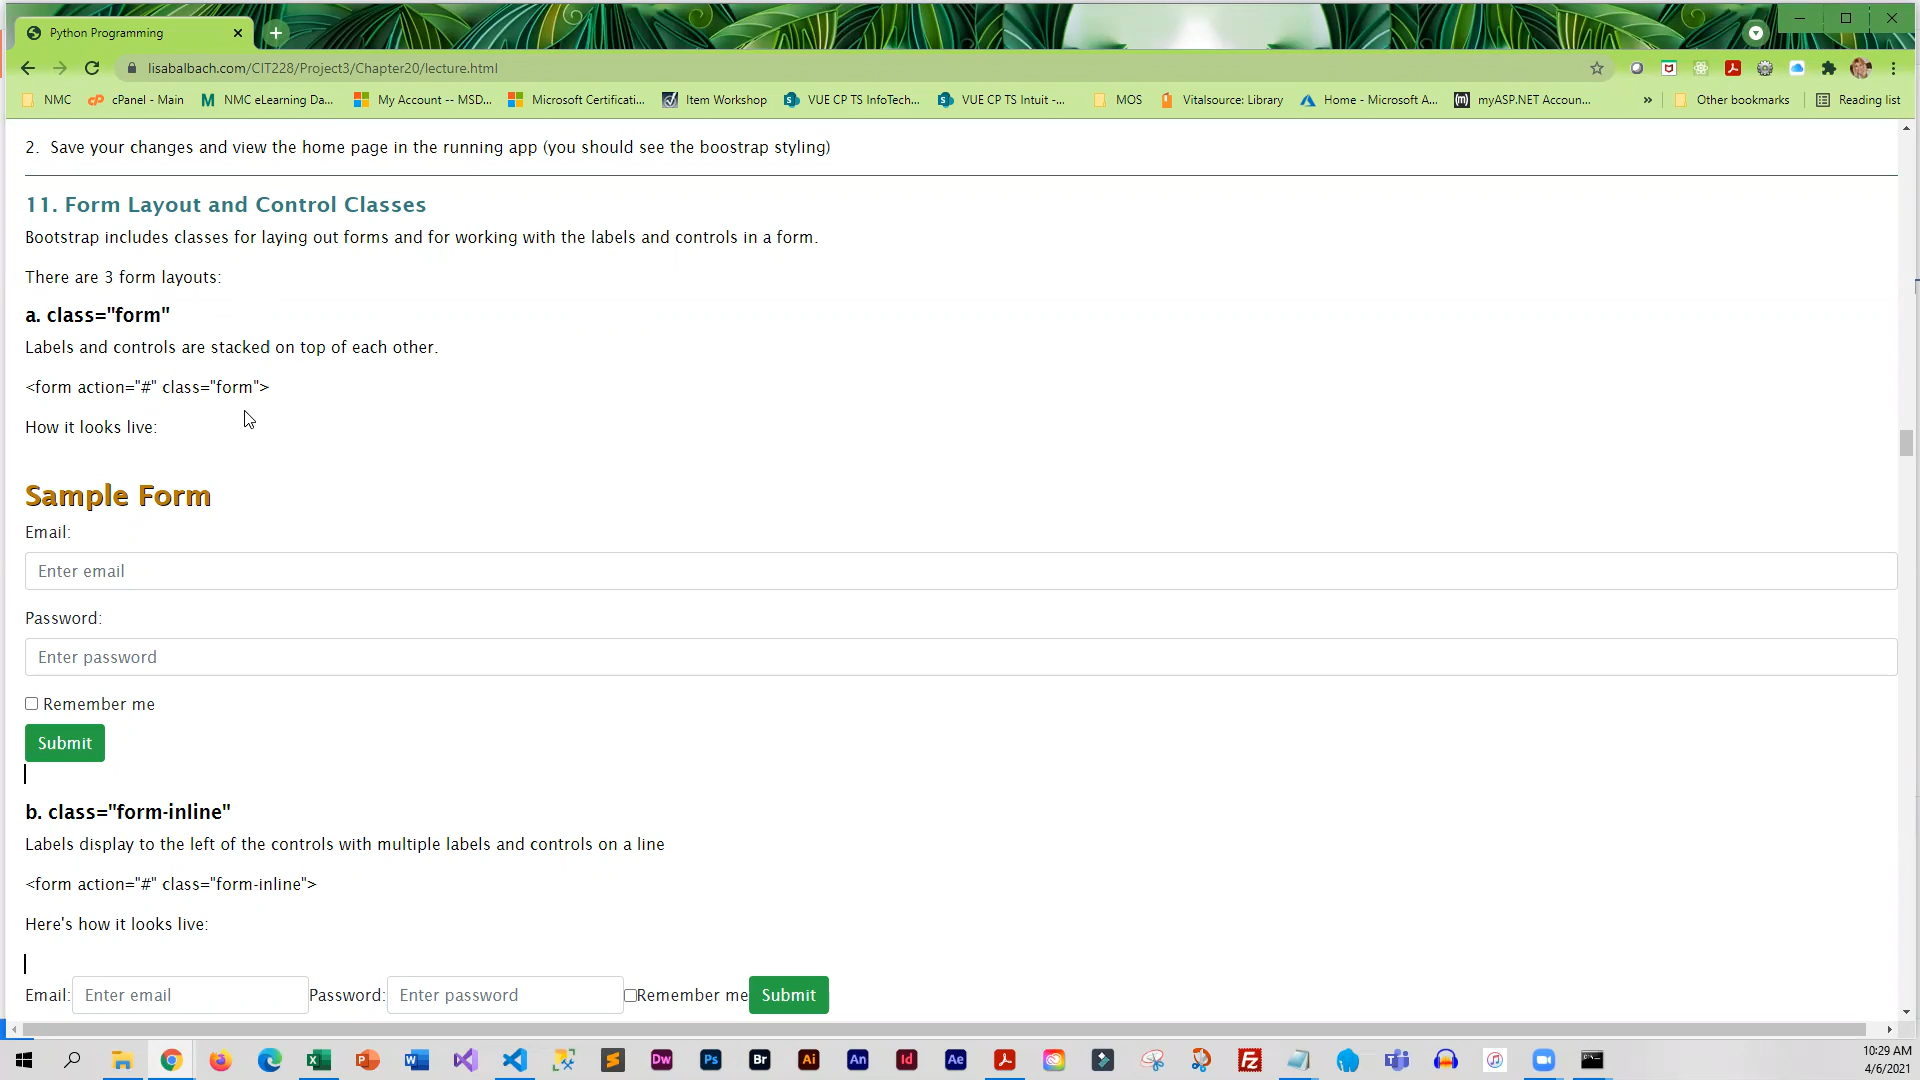 Python Programming
lisabalbach.com/CIT228/Project3/Chapter20/lecture.html
NMC
cPanel - Main
NMC eLearning Da...
My Account -- MSD...
Microsoft Certificati...
Item Workshop
VUE CP TS InfoTech...
VUE CP TS Intuit -...
MOS
Vitalsource: Library
Home - Microsoft A...
myASP.NET Accoun...
»
Other bookmarks
Reading list
2. Save your changes and view the home page in the running app (you should see the boostrap styling)
11. Form Layout and Control Classes
Bootstrap includes classes for laying out forms and for working with the labels and controls in a form.
There are 3 form layouts:
a. class="form"
Labels and controls are stacked on top of each other.
<form action="#" class="form">
How it looks live:
Sample Form
Email:
Enter email
Password:
Enter password
Remember me
Submit
b. class="form-inline"
Labels display to the left of the controls with multiple labels and controls on a line
<form action="#" class="form-inline">
Here's how it looks live:
Email: Enter email Password: Enter password Remember me Submit
Dw Ps Br Ai An Id Ae Fz
10:29 AM
4/6/2021